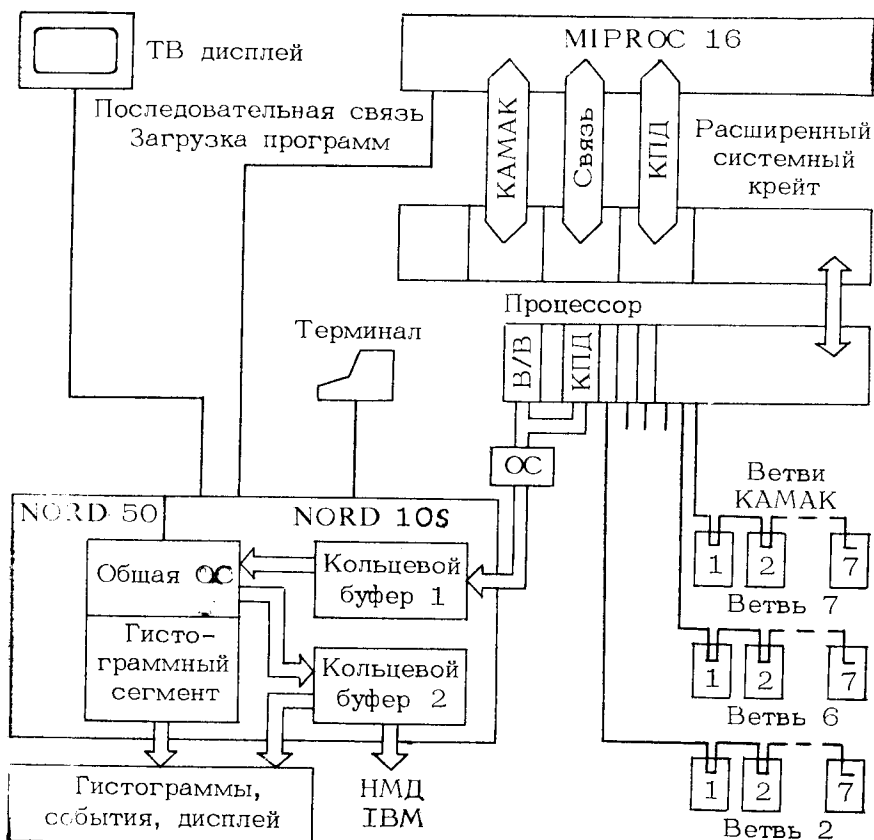 ТВ дисплей
MIPROC 16
Последовательная связь
Загрузка программ
КАМАК
Связь
КПД
Расширенный
системный
крейт
Процессор
Терминал
В/В
КПД
ОС
Ветви
КАМАК
NORD 50
NORD 10S
1
2
7
Общая ОС
Кольцевой
буфер 1
Ветвь 7
Гисто-
граммный
сегмент
Кольцевой
буфер 2
1
2
7
Ветвь 6
Гистограммы,
события, дисплей
НМД
IBM
1
2
7
Ветвь 2